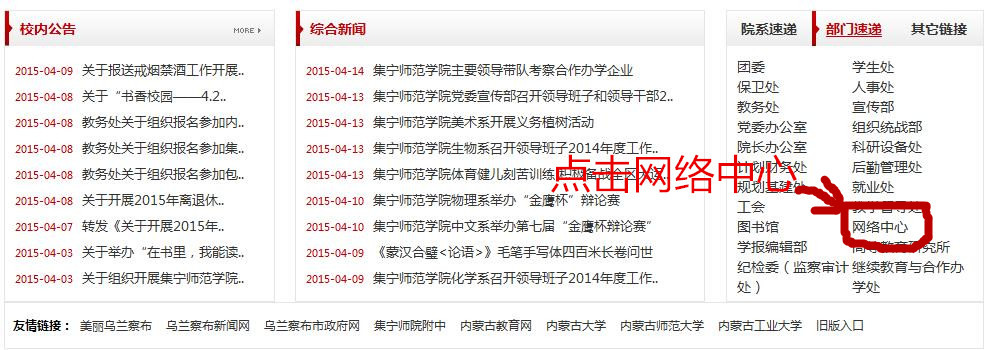 校内公告
MORE
2015-04-09 关于报送戒烟禁酒工作开展..
2015-04-08 关于“书香校园——4.2..
2015-04-08 教务处关于组织报名参加内..
2015-04-08 教务处关于组织报名参加集..
2015-04-08 教务处关于组织报名参加包..
2015-04-08 关于开展2015年离退休..
2015-04-07 转发《关于开展2015年..
2015-04-03 关于举办“在书里，我能读..
2015-04-03 关于组织开展集宁师范学院..
综合新闻
2015-04-14 集宁师范学院主要领导带队考察合作办学企业
2015-04-13 集宁师范学院党委宣传部召开领导班子和领导干部2..
2015-04-13 集宁师范学院美术系开展义务植树活动
2015-04-13 集宁师范学院生物系召开领导班子2014年度工作..
2015-04-13 集宁师范学院体育健儿刻苦训练 积极备战全区大运..
2015-04-10 集宁师范学院物理系举办“金鹰杯”辩论赛
2015-04-10 集宁师范学院中文系举办第七届“金鹰杯辩论赛”
2015-04-09 《蒙汉合璧<论语>》毛笔手写体四百米长卷问世
2015-04-09 集宁师范学院化学系召开领导班子2014年度工作..
点击网络中心
院系速递 部门速递 其它链接
团委 学生处
保卫处 人事处
教务处 宣传部
党委办公室 组织统战部
院长办公室 科研设备处
计划财务处 后勤管理处
规划基建处 就业处
工会 教学督导处
图书馆 网络中心
学报编辑部 高等教育研究所
纪检委（监察审计 继续教育与合作办
处） 学处
友情链接： 美丽乌兰察布 乌兰察布新闻网 乌兰察布市政府网 集宁师院附中 内蒙古教育网 内蒙古大学 内蒙古师范大学 内蒙古工业大学 旧版入口